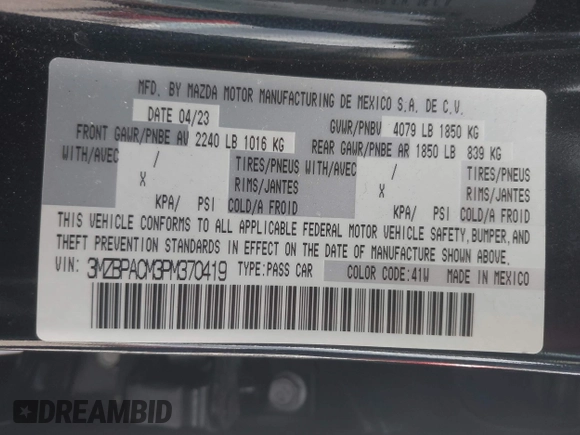 MFD. BY MAZDA MOTOR MANUFACTURING DE MEXICO S.A. DE C.V.
DATE 04/23 GVWR/PNBV 4079 LB 1850 KG
FRONT GAWR/PNBE AV 2240 LB 1016 KG REAR GAWR/PNBE AR 1850 LB 839 KG
WITH/AVEC / TIRES/PNEUS WITH/AVEC / TIRES/PNEUS
X RIMS/JANTES X RIMS/JANTES
KPA/ PSI COLD/A FROID KPA/ PSI COLD/A FROID
THIS VEHICLE CONFORMS TO ALL APPLICABLE FEDERAL MOTOR VEHICLE SAFETY, BUMPER, AND
THEFT PREVENTION STANDARDS IN EFFECT ON THE DATE OF MANUFACTURE SHOWN ABOVE.
VIN: 3MZBPACM3PM370419 TYPE:PASS CAR COLOR CODE:41W MADE IN MEXICO
DREAMBID